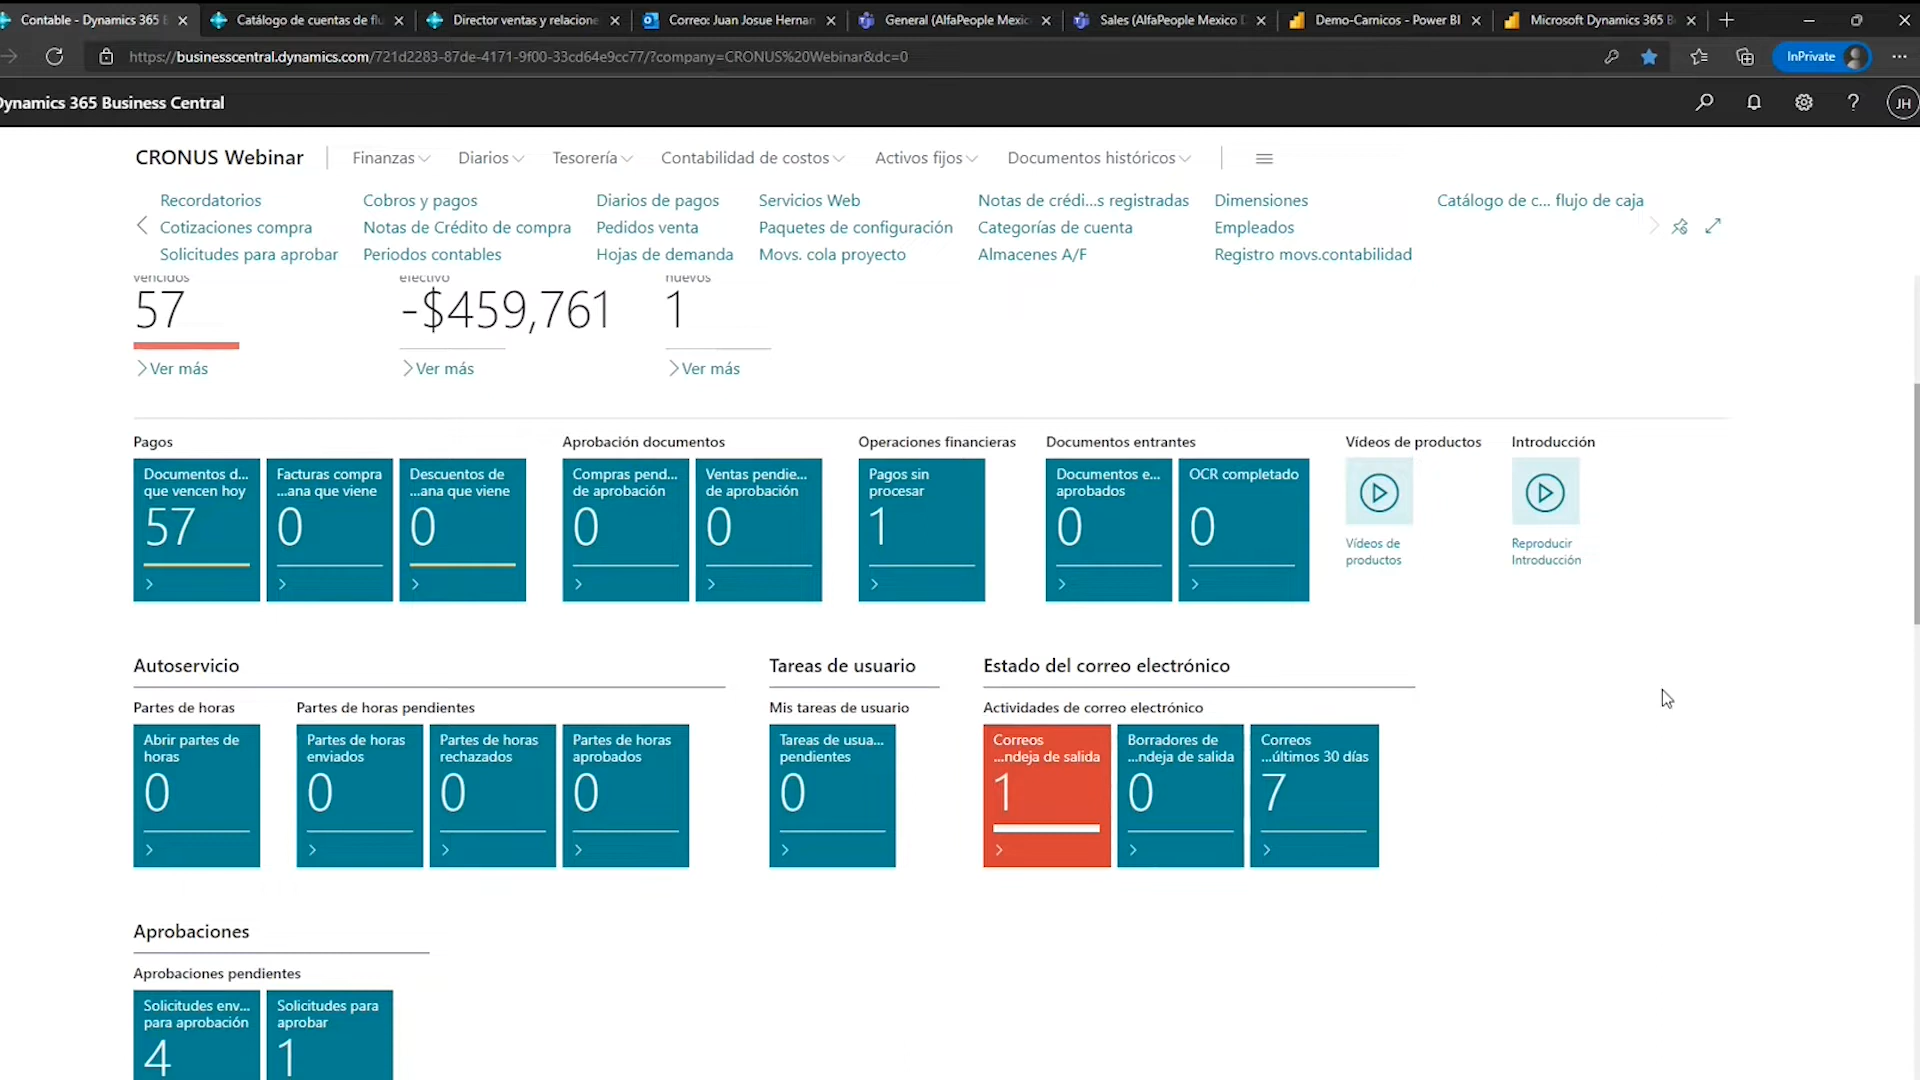 Contable - Dynamics 365 B
Catálogo de cuentas de flu
Director ventas y relacione
Correo: Juan Josue Hernan
General (AlfaPeople Mexic
Sales (AlfaPeople Mexico D
Demo-Carnicos - Power BI
Microsoft Dynamics 365 B
https://businesscentral.dynamics.com/721d2283-87de-4171-9f00-33cd64e9cc77/?company=CRONUS%20Webinar&dc=0
InPrivate
Dynamics 365 Business Central
JH
CRONUS Webinar
Finanzas
Diarios
Tesorería
Contabilidad de costos
Activos fijos
Documentos históricos
Recordatorios
Cobros y pagos
Diarios de pagos
Servicios Web
Notas de crédi...s registradas
Dimensiones
Catálogo de c... flujo de caja
Cotizaciones compra
Notas de Crédito de compra
Pedidos venta
Paquetes de configuración
Categorías de cuenta
Empleados
Solicitudes para aprobar
Periodos contables
Hojas de demanda
Movs. cola proyecto
Almacenes A/F
Registro movs.contabilidad
vencidos
efectivo
nuevos
57
-$459,761
1
Ver más
Ver más
Ver más
Pagos
Aprobación documentos
Operaciones financieras
Documentos entrantes
Vídeos de productos
Introducción
Documentos d...
que vencen hoy
57
Facturas compra
...ana que viene
0
Descuentos de
...ana que viene
0
Compras pend...
de aprobación
0
Ventas pendie...
de aprobación
0
Pagos sin
procesar
1
Documentos e...
aprobados
0
OCR completado
0
Vídeos de
productos
Reproducir
Introducción
Autoservicio
Tareas de usuario
Estado del correo electrónico
Partes de horas
Partes de horas pendientes
Mis tareas de usuario
Actividades de correo electrónico
Abrir partes de
horas
0
Partes de horas
enviados
0
Partes de horas
rechazados
0
Partes de horas
aprobados
0
Tareas de usua...
pendientes
0
Correos
...ndeja de salida
1
Borradores de
...ndeja de salida
0
Correos
...últimos 30 días
7
Aprobaciones
Aprobaciones pendientes
Solicitudes env...
para aprobación
4
Solicitudes para
aprobar
1